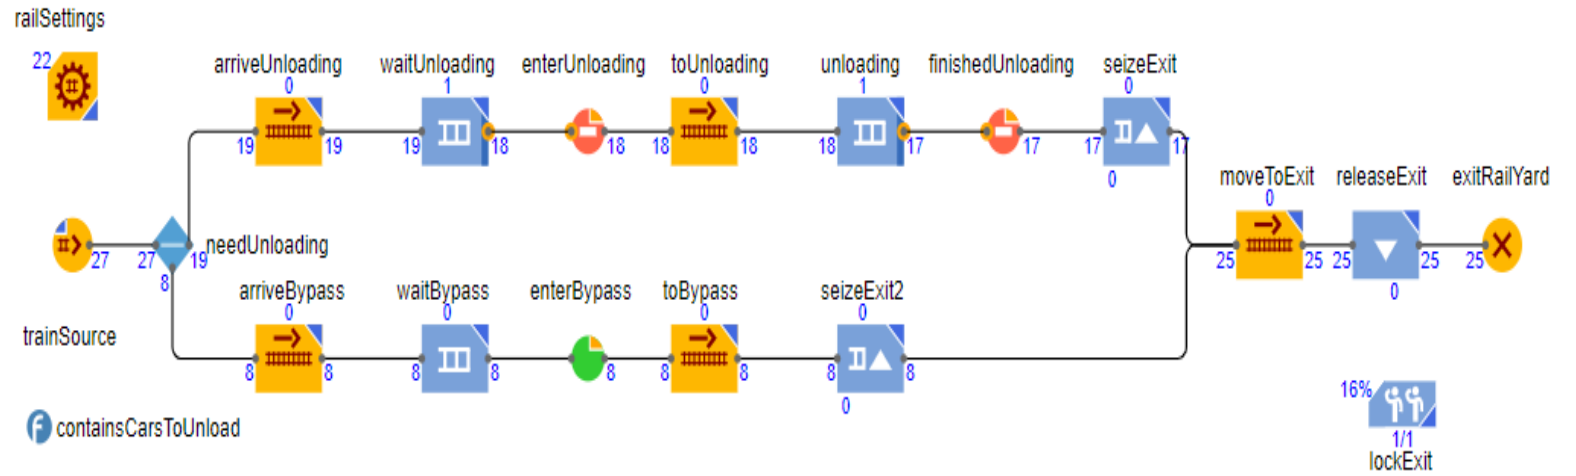 railSettings
22
arriveUnloading waitUnloading enterUnloading toUnloading unloading finishedUnloading seizeExit
0 1 0 1 0
19 19 19 18 18 18 18 18 17 17 17 17
0
moveToExit releaseExit exitRailYard
0
27 27 19 needUnloading
25 25 25 25 25
8
0
arriveBypass waitBypass enterBypass toBypass seizeExit2
0 0 0 0
trainSource
8 8 8 8 8 8 8 8 8
0
16%
containsCarsToUnload
1/1
lockExit